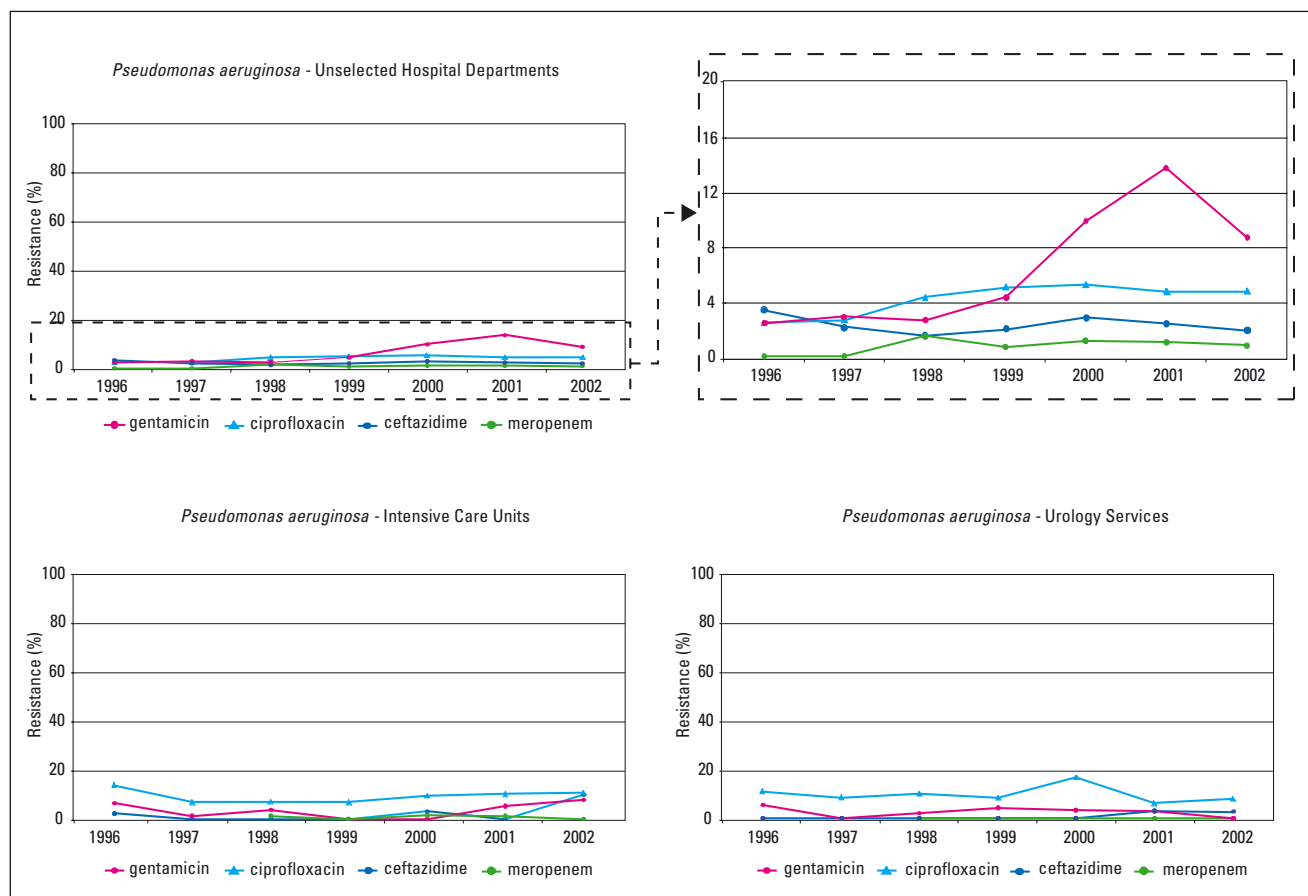 Pseudomonas aeruginosa - Unselected Hospital Departments
Resistance (%)
100
80
60
40
20
0
1996 1997 1998 1999 2000 2001 2002
gentamicin ciprofloxacin ceftazidime meropenem
20
16
12
8
4
0
1996 1997 1998 1999 2000 2001 2002
Pseudomonas aeruginosa - Intensive Care Units
Resistance (%)
100
80
60
40
20
0
1996 1997 1998 1999 2000 2001 2002
gentamicin ciprofloxacin ceftazidime meropenem
Pseudomonas aeruginosa - Urology Services
Resistance (%)
100
80
60
40
20
0
1996 1997 1998 1999 2000 2001 2002
gentamicin ciprofloxacin ceftazidime meropenem